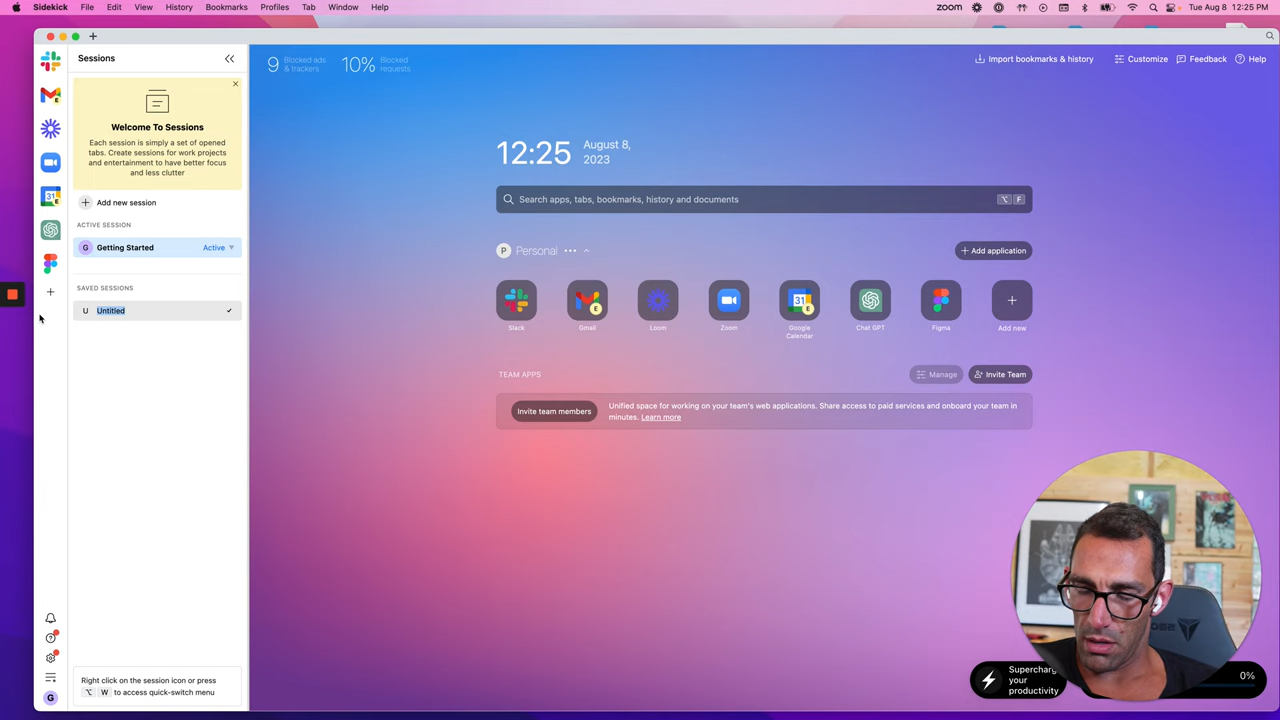 Sidekick File Edit View History Bookmarks Profiles Tab Window Help
zoom Tue Aug 8 12:25 PM
Sessions
Welcome To Sessions
Each session is simply a set of opened
tabs. Create sessions for work projects
and entertainment to have better focus
and less clutter
Add new session
ACTIVE SESSION
G Getting Started Active
SAVED SESSIONS
U Untitled
Right click on the session icon or press
⌥ W to access quick-switch menu
G
9 Blocked ads
& trackers
10% Blocked
requests
Import bookmarks & history Customize Feedback Help
12:25 August 8,
2023
Search apps, tabs, bookmarks, history and documents ⌥ F
P Personal
+ Add application
31 E
Slack Gmail Loom Zoom Google
Calendar Chat GPT Figma Add new
TEAM APPS Manage Invite Team
Invite team members
Unified space for working on your team's web applications. Share access to paid services and onboard your team in
minutes. Learn more
Supercharg
your
productivity
0%